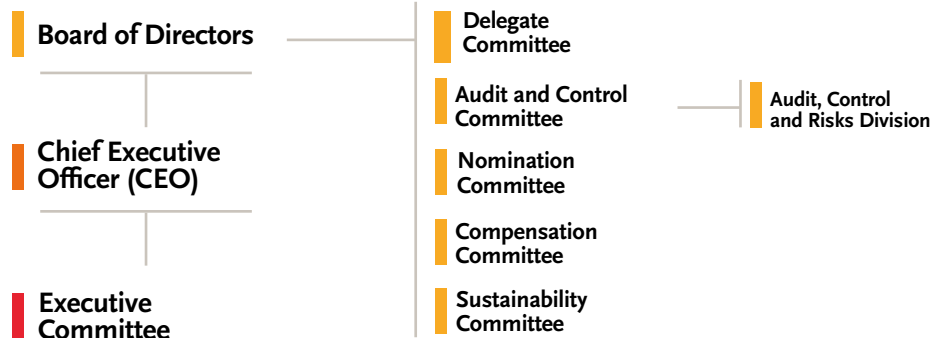 Board of Directors
Delegate
Committee
Audit and Control
Committee
Audit, Control
and Risks Division
Chief Executive
Officer (CEO)
Nomination
Committee
Compensation
Committee
Executive
Committee
Sustainability
Committee